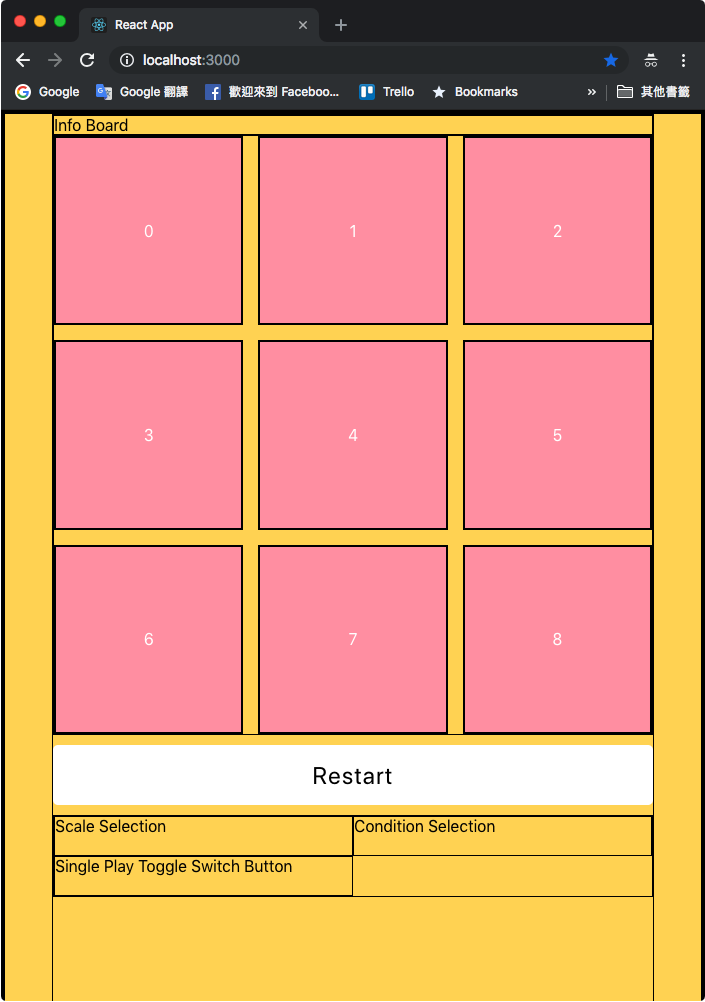 React App
localhost:3000
Google Google 翻譯 歡迎來到 Faceboo... Trello Bookmarks » 其他書籤
Info Board
0 1 2
3 4 5
6 7 8
Restart
Scale Selection Condition Selection
Single Play Toggle Switch Button